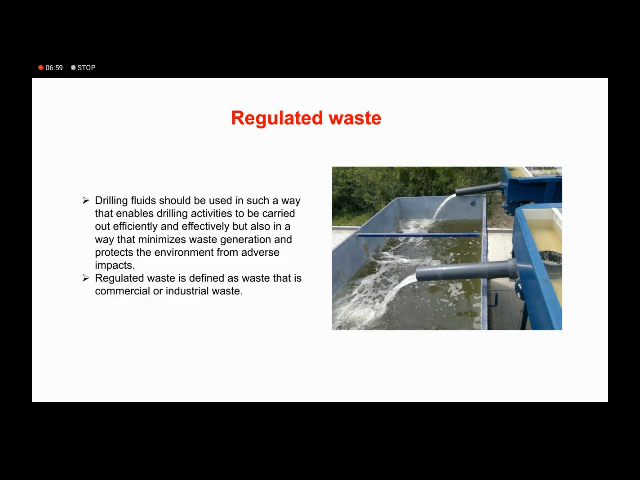 06:59 STOP
Regulated waste
➢ Drilling fluids should be used in such a way
that enables drilling activities to be carried
out efficiently and effectively but also in a
way that minimizes waste generation and
protects the environment from adverse
impacts.
➢ Regulated waste is defined as waste that is
commercial or industrial waste.